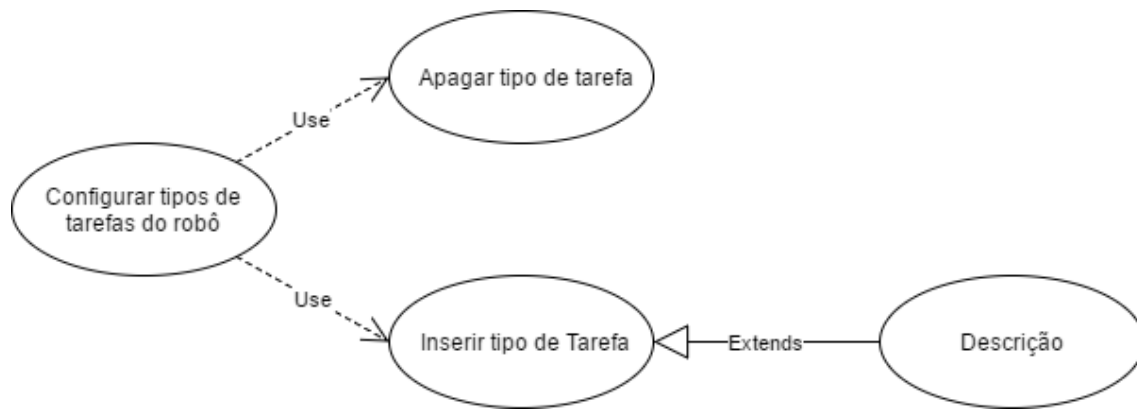 Apagar tipo de tarefa
Use
Configurar tipos de
tarefas do robô
Use
Inserir tipo de Tarefa
Extends
Descrição